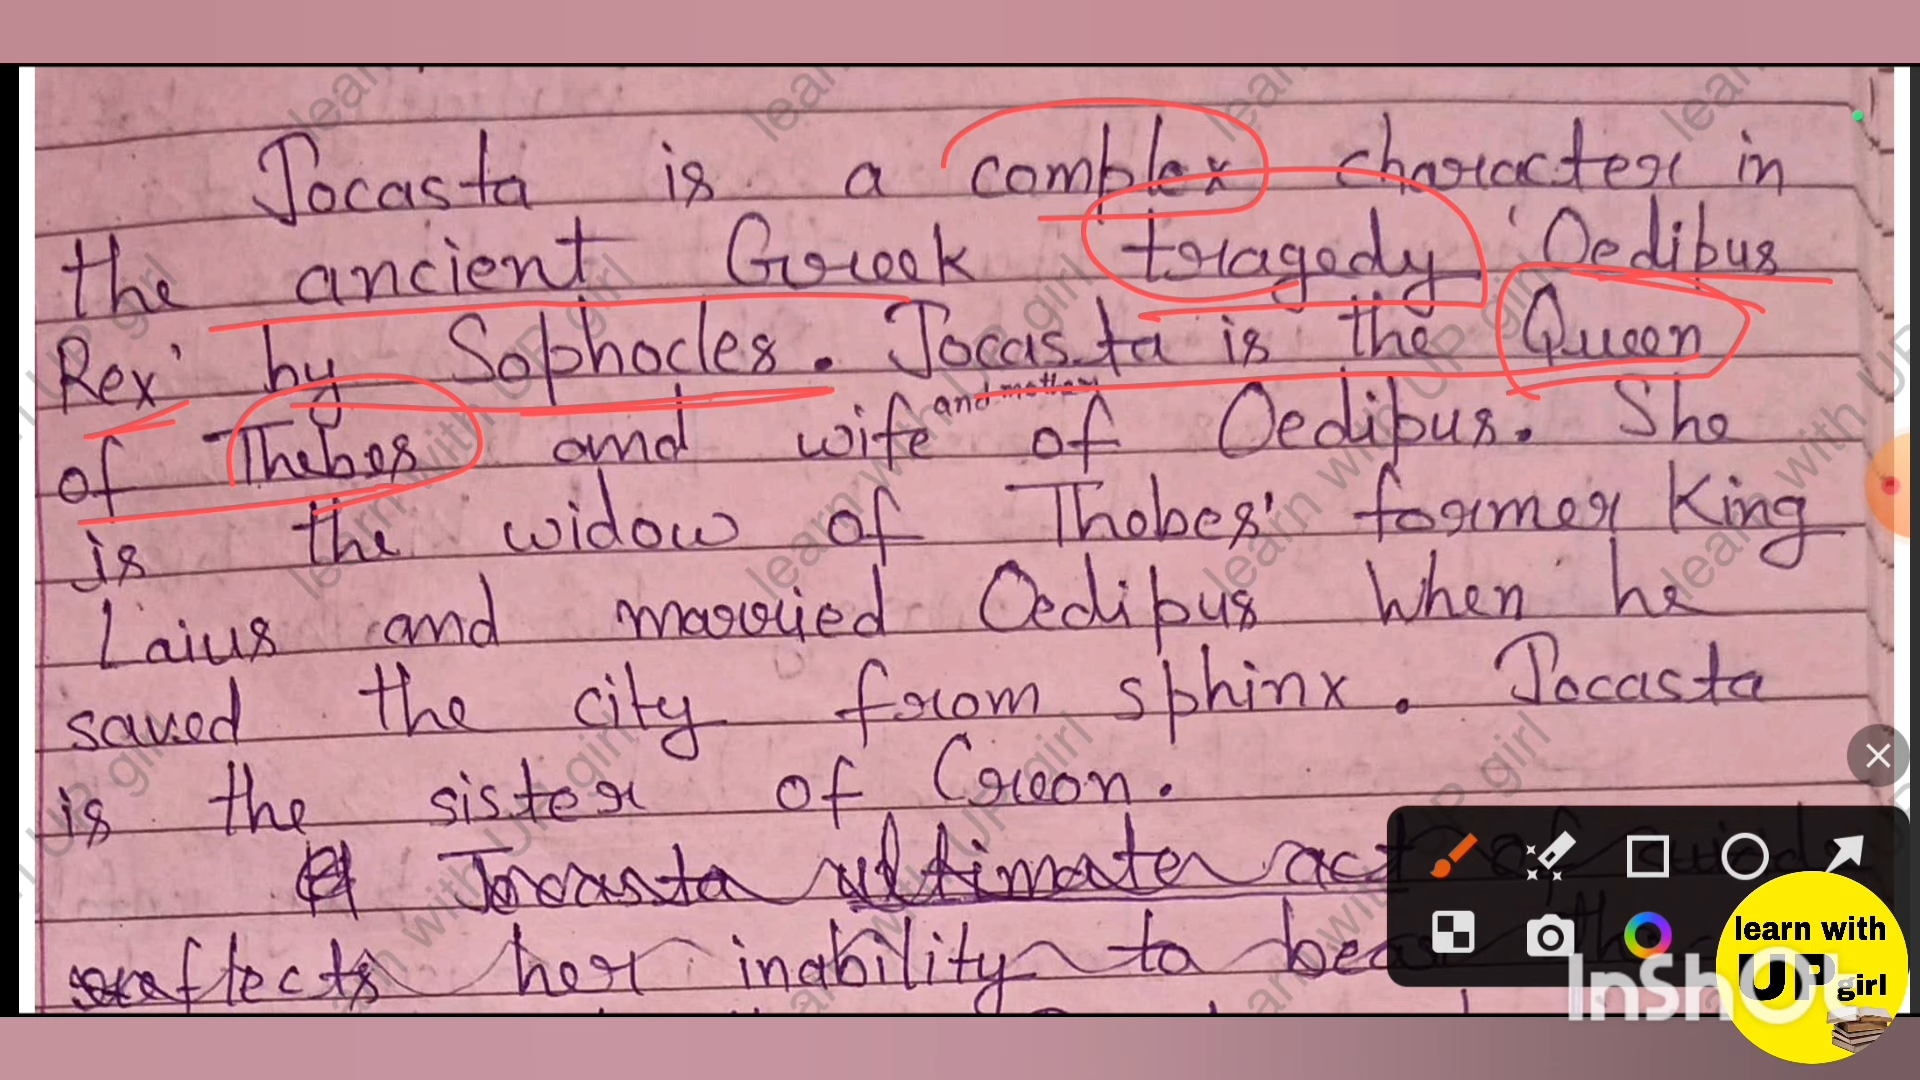 Jocasta is a complex character in
the ancient Greek tragedy 'Oedipus
Rex' by Sophocles. Jocasta is the Queen
and mother
of Thebes and wife of Oedipus. She
is the widow of Thebes' former King
Laius and married Oedipus when he
saved the city from sphinx. Jocasta
is the sister of Creon.
Jocasta ultimate act of
reflects her inability to bear
learn with
UP girl
InShOt